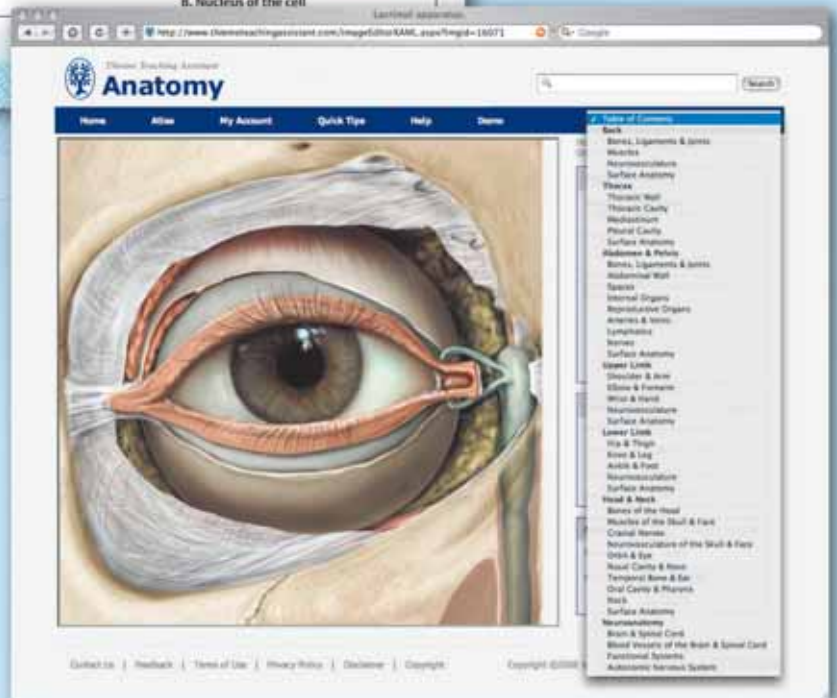 B. Nucleus of the cell
Lacrimal apparatus.
http://www.thiemeteachingassistant.com/ImageEditorXAML.aspx?imgid=16071
Google
Thieme Teaching Assistant
Anatomy
Search
Home
Atlas
My Account
Quick Tips
Help
Demo
✓ Table of Contents
Back
Bones, Ligaments & Joints
Muscles
Neurovasculature
Surface Anatomy
Thorax
Thoracic Wall
Thoracic Cavity
Mediastinum
Pleural Cavity
Surface Anatomy
Abdomen & Pelvis
Bones, Ligaments & Joints
Abdominal Wall
Spaces
Internal Organs
Reproductive Organs
Arteries & Veins
Lymphatics
Nerves
Surface Anatomy
Upper Limb
Shoulder & Arm
Elbow & Forearm
Wrist & Hand
Neurovasculature
Surface Anatomy
Lower Limb
Hip & Thigh
Knee & Leg
Ankle & Foot
Neurovasculature
Surface Anatomy
Head & Neck
Bones of the Head
Muscles of the Skull & Face
Cranial Nerves
Neurovasculature of the Skull & Face
Orbit & Eye
Nasal Cavity & Nose
Temporal Bone & Ear
Oral Cavity & Pharynx
Neck
Surface Anatomy
Neuroanatomy
Brain & Spinal Cord
Blood Vessels of the Brain & Spinal Cord
Functional Systems
Autonomic Nervous System
Contact Us | Feedback | Terms of Use | Privacy Policy | Disclaimer | Copyright
Copyright ©2008